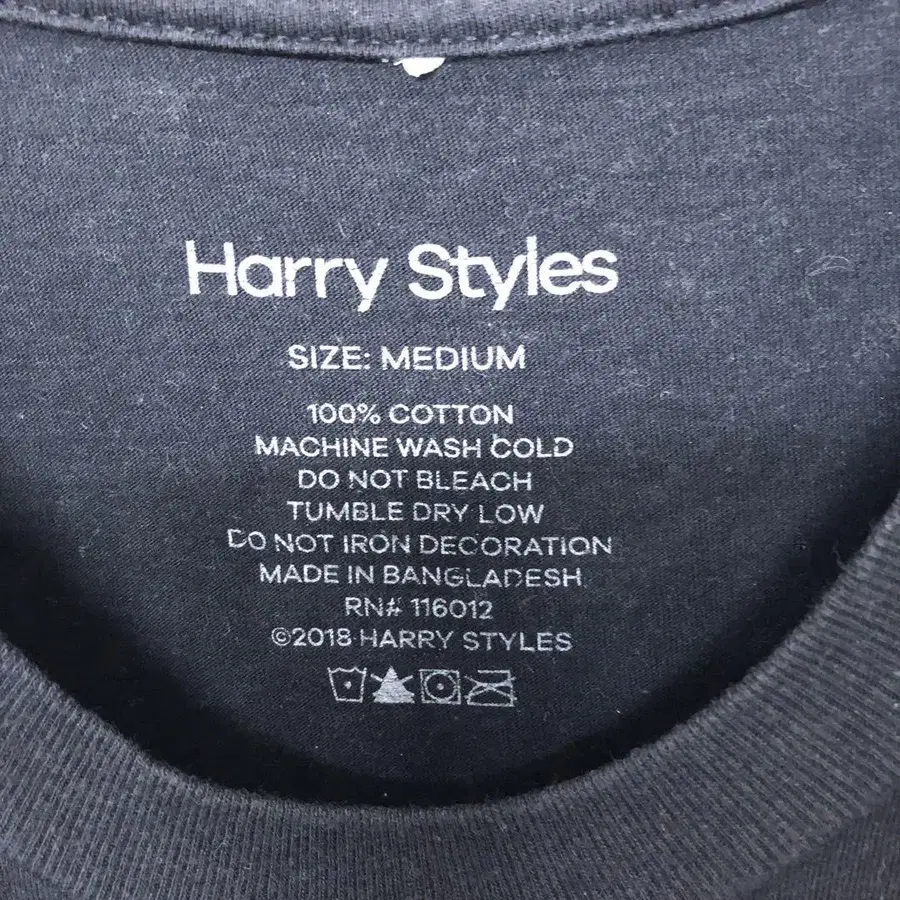 Harry Styles
SIZE: MEDIUM
100% COTTON
MACHINE WASH COLD
DO NOT BLEACH
TUMBLE DRY LOW
DO NOT IRON DECORATION
MADE IN BANGLADESH
RN# 116012
©2018 HARRY STYLES